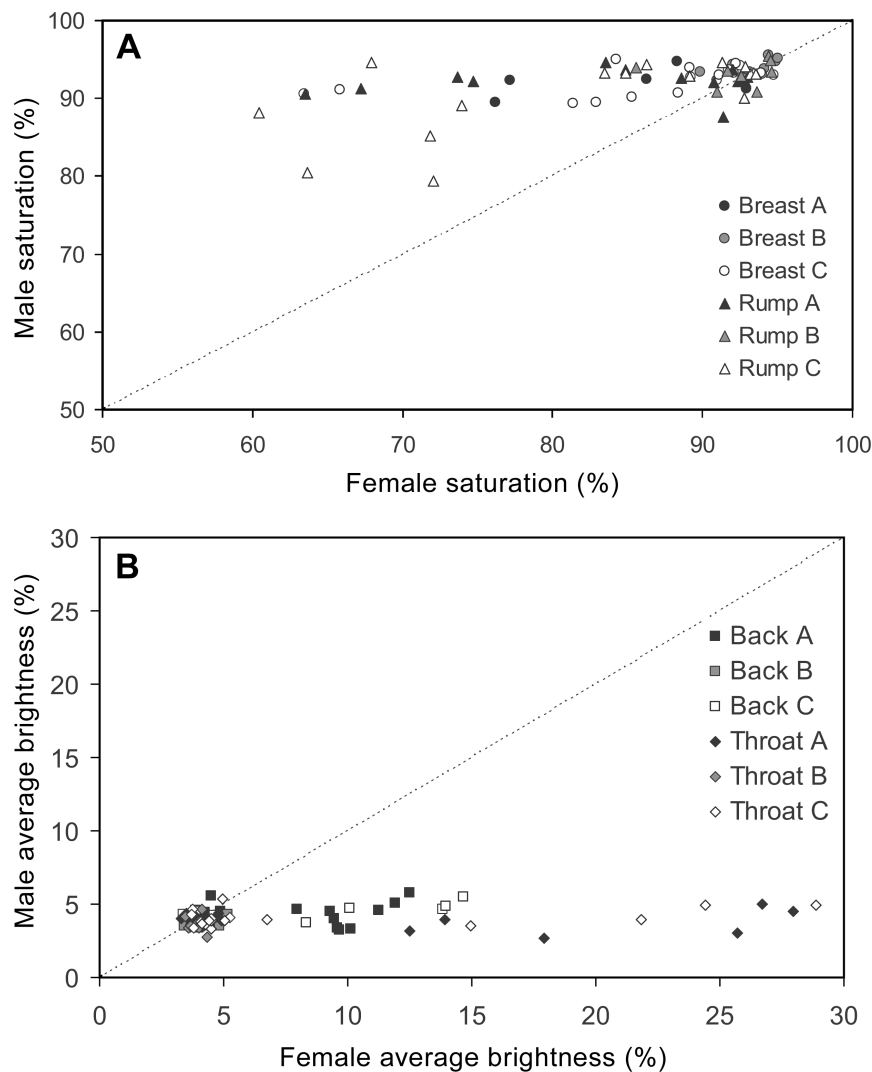 A
100
90
80
70
60
50
Male saturation (%)
Breast A
Breast B
Breast C
Rump A
Rump B
Rump C
50 60 70 80 90 100
Female saturation (%)
B
30
25
20
15
10
5
0
Male average brightness (%)
Back A
Back B
Back C
Throat A
Throat B
Throat C
0 5 10 15 20 25 30
Female average brightness (%)